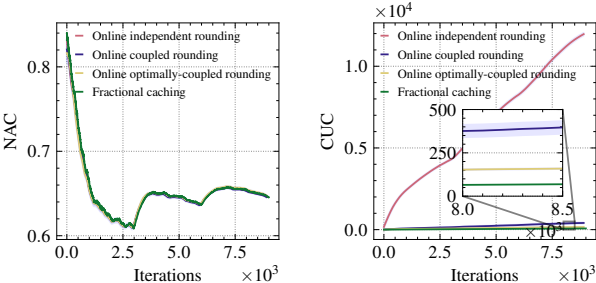 NAC
0.8
0.7
0.6
Online independent rounding
Online coupled rounding
Online optimally-coupled rounding
Fractional caching
0.0
2.5
5.0
7.5
Iterations
×10³
×10⁴
CUC
1.0
0.5
0.0
Online independent rounding
Online coupled rounding
Online optimally-coupled rounding
Fractional caching
500
250
0
8.0
8.5
×10³
0.0
2.5
5.0
7.5
Iterations
×10³